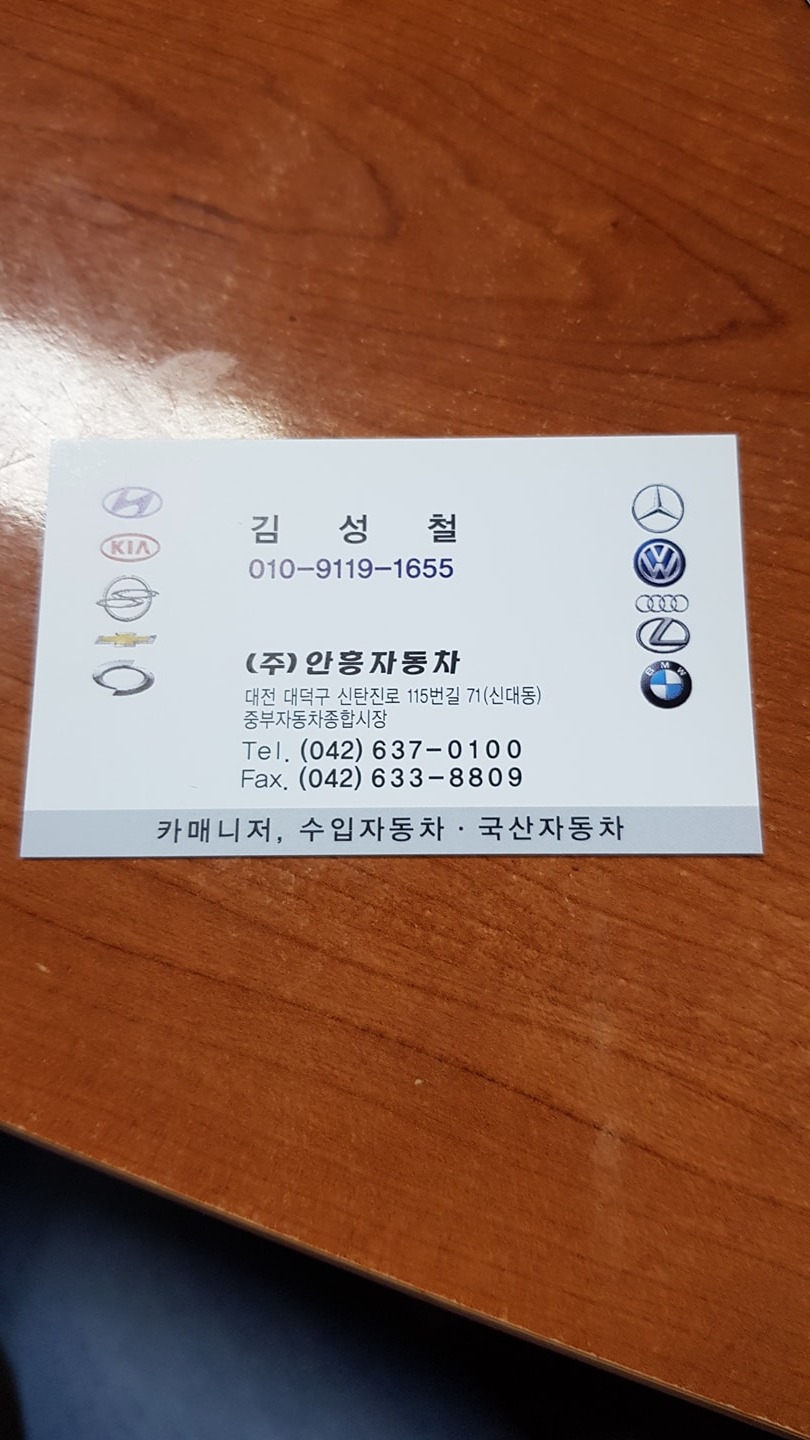 김 성 철
010-9119-1655
(주)안흥자동차
대전 대덕구 신탄진로 115번길 71(신대동)
중부자동차종합시장
Tel. (042) 637-0100
Fax. (042) 633-8809
카매니저, 수입자동차 · 국산자동차
KIA
BMW